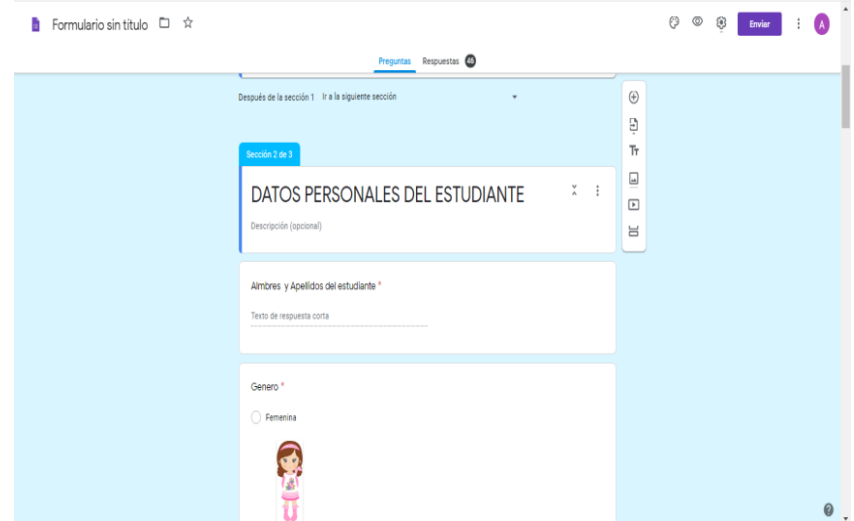 Formulario sin título
Enviar
A
Preguntas Respuestas 46
Después de la sección 1 Ir a la siguiente sección
Sección 2 de 3
DATOS PERSONALES DEL ESTUDIANTE
Descripción (opcional)
Almbres y Apellidos del estudiante *
Texto de respuesta corta
Genero *
Femenina